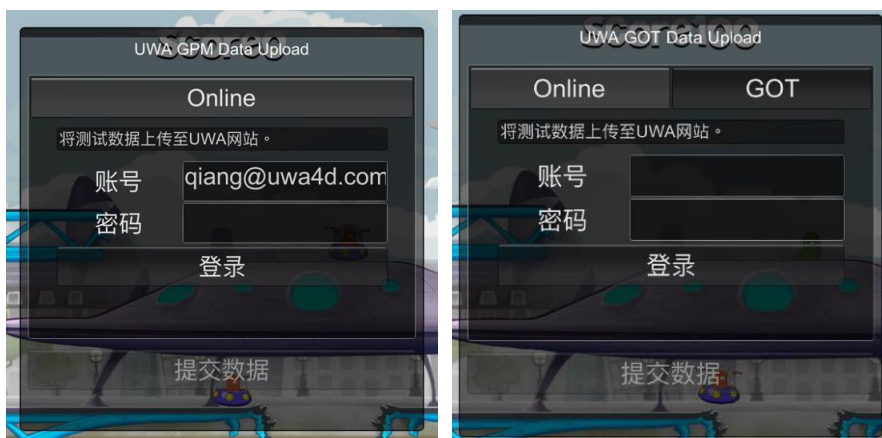 UWA GPM Data Upload
Online
将测试数据上传至UWA网站。
账号
qiang@uwa4d.com
密码
登录
提交数据
UWA GOT Data Upload
Online
GOT
将测试数据上传至UWA网站。
账号
密码
登录
提交数据